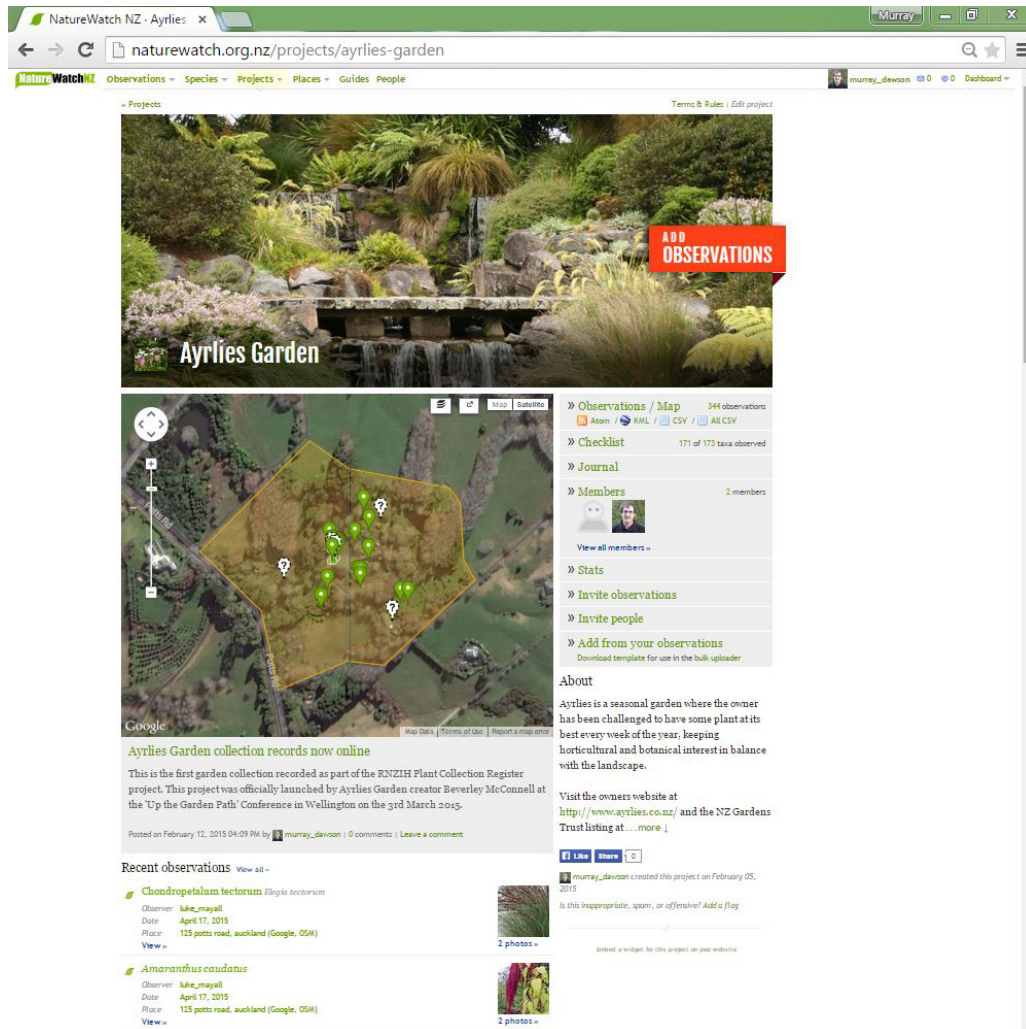 NatureWatch NZ · Ayrlies
Murray
naturewatch.org.nz/projects/ayrlies-garden
NatureWatchNZ Observations Species Projects Places Guides People murray_dawson 0 0 Dashboard
« Projects Terms & Rules | Edit project
ADD
OBSERVATIONS
Ayrlies Garden
Map Satellite
Potts Rd
Potts Rd
Google
Map Data Terms of Use Report a map error
» Observations / Map 344 observations
Atom / KML / CSV / All CSV
» Checklist 171 of 173 taxa observed
» Journal
» Members 2 members
View all members »
» Stats
» Invite observations
» Invite people
» Add from your observations
Download template for use in the bulk uploader
About
Ayrlies is a seasonal garden where the owner
has been challenged to have some plant at its
best every week of the year, keeping
horticultural and botanical interest in balance
with the landscape.
Visit the owners website at
http://www.ayrlies.co.nz/ and the NZ Gardens
Trust listing at ...more ↓
Like Share 0
murray_dawson created this project on February 05,
2015
Is this inappropriate, spam, or offensive? Add a flag
Embed a widget for this project on your website
Ayrlies Garden collection records now online
This is the first garden collection recorded as part of the RNZIH Plant Collection Register
project. This project was officially launched by Ayrlies Garden creator Beverley McConnell at
the 'Up the Garden Path' Conference in Wellington on the 3rd March 2015.
Posted on February 12, 2015 04:09 PM by murray_dawson | 0 comments | Leave a comment
Recent observations View all »
Chondropetalum tectorum Elegia tectorum
Observer luke_mayall
Date April 17, 2015
Place 125 potts road, auckland (Google, OSM)
View »
2 photos »
Amaranthus caudatus
Observer luke_mayall
Date April 17, 2015
Place 125 potts road, auckland (Google, OSM)
View »
2 photos »